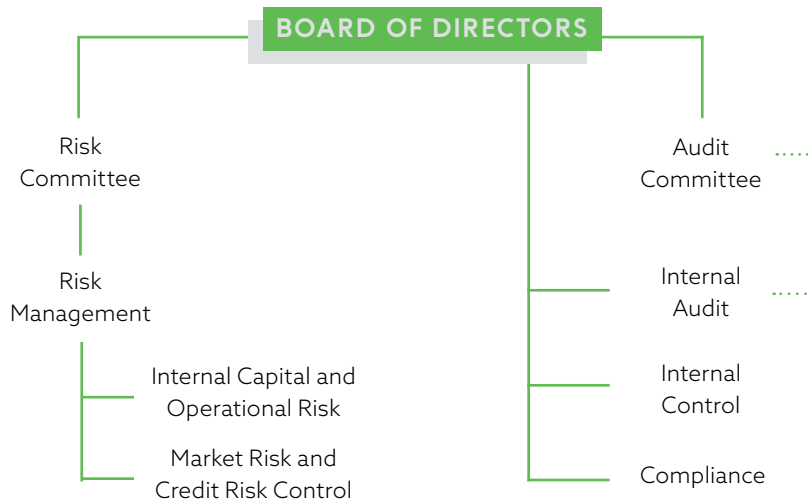 BOARD OF DIRECTORS
Risk
Committee
Audit
Committee
Risk
Management
Internal
Audit
Internal Capital and
Operational Risk
Internal
Control
Market Risk and
Credit Risk Control
Compliance